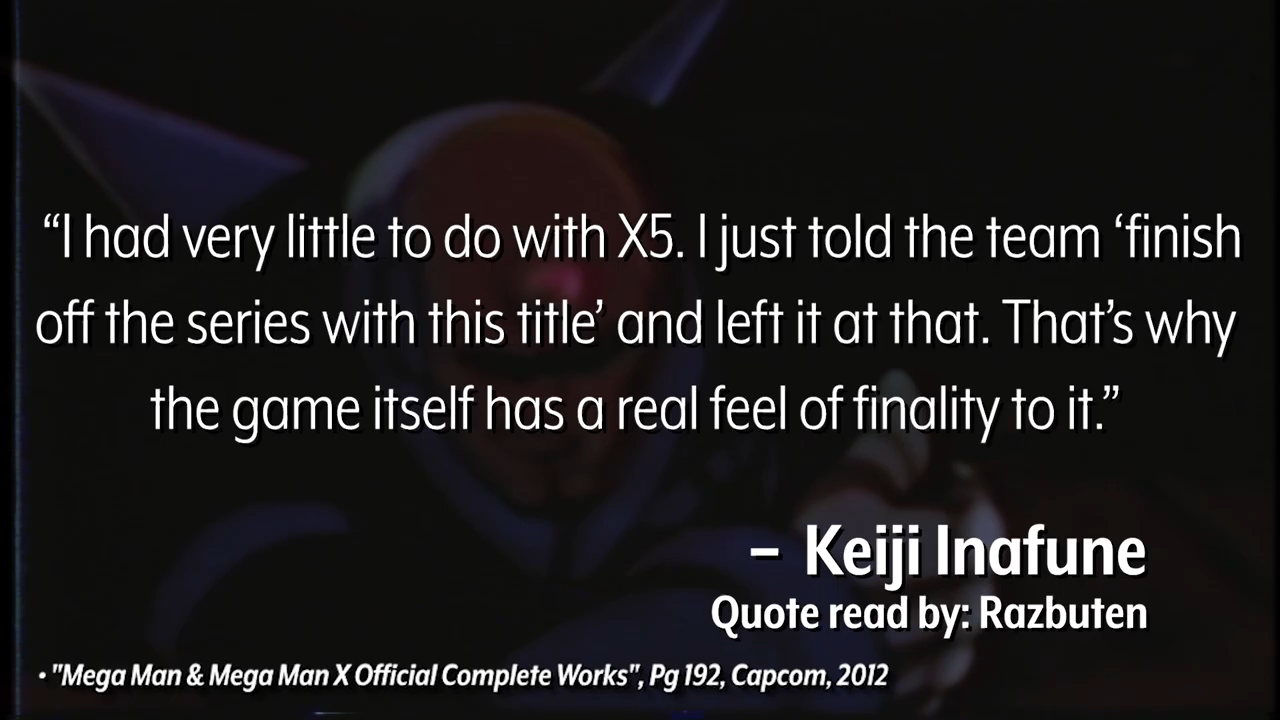 “I had very little to do with X5. I just told the team ‘finish
off the series with this title’ and left it at that. That’s why
the game itself has a real feel of finality to it.”
– Keiji Inafune
Quote read by: Razbuten
• "Mega Man & Mega Man X Official Complete Works", Pg 192, Capcom, 2012